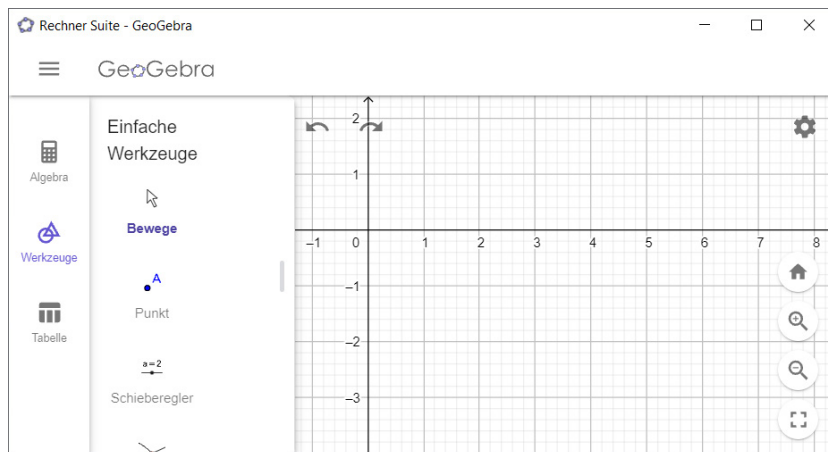 Rechner Suite - GeoGebra
GeoGebra
Algebra
Werkzeuge
Tabelle
Einfache
Werkzeuge
Bewege
A
Punkt
a=2
Schieberegler
2
1
–1 0 1 2 3 4 5 6 7 8
–1
–2
–3